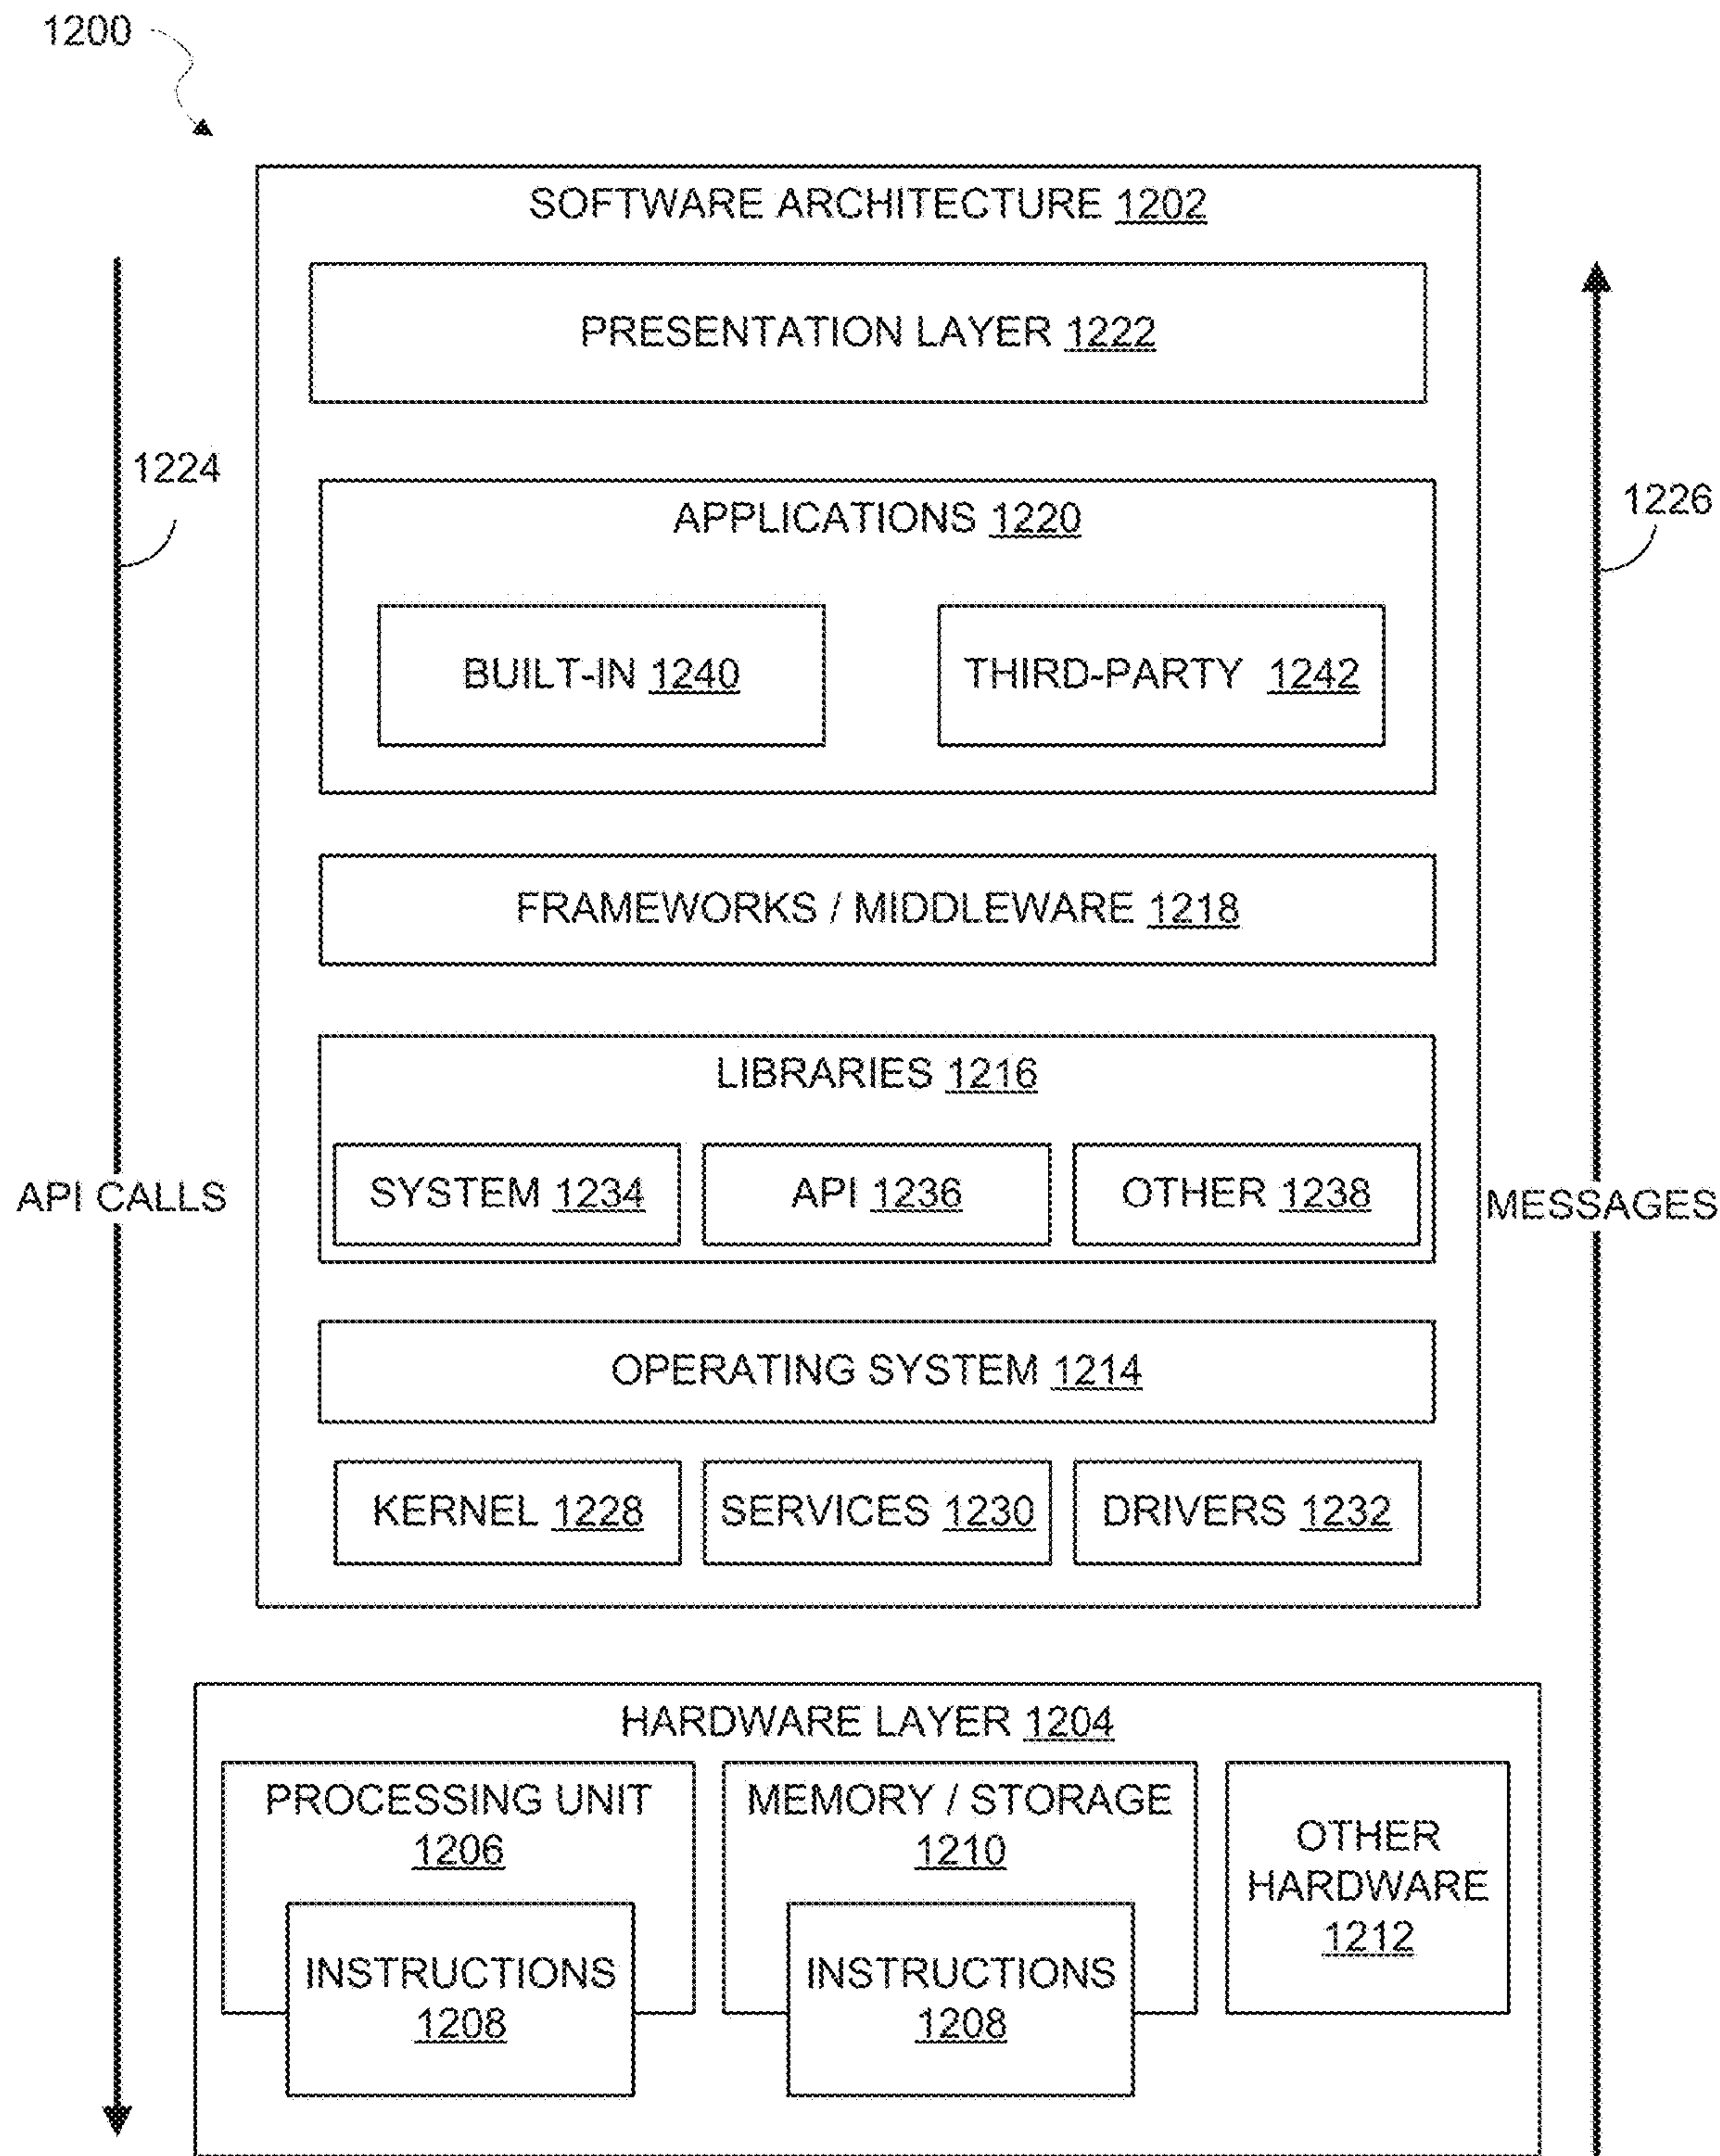 1200
SOFTWARE ARCHITECTURE 1202
PRESENTATION LAYER 1222
1224
1226
APPLICATIONS 1220
BUILT-IN 1240
THIRD-PARTY 1242
FRAMEWORKS / MIDDLEWARE 1218
LIBRARIES 1216
SYSTEM 1234
API 1236
OTHER 1238
API CALLS
MESSAGES
OPERATING SYSTEM 1214
KERNEL 1228
SERVICES 1230
DRIVERS 1232
HARDWARE LAYER 1204
PROCESSING UNIT
1206
INSTRUCTIONS
1208
MEMORY / STORAGE
1210
INSTRUCTIONS
1208
OTHER
HARDWARE
1212